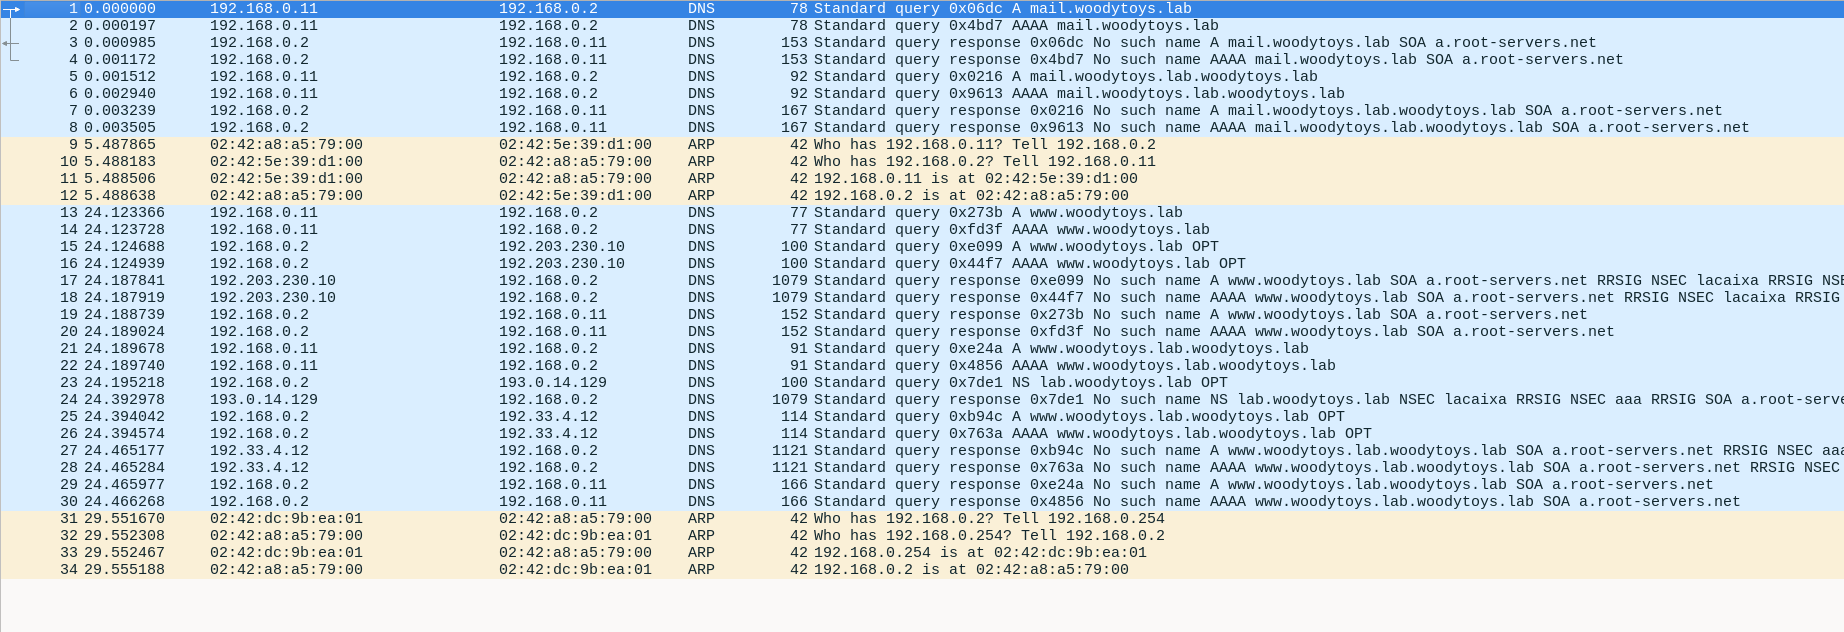 1 0.000000 192.168.0.11 192.168.0.2 DNS 78 Standard query 0x06dc A mail.woodytoys.lab
2 0.000197 192.168.0.11 192.168.0.2 DNS 78 Standard query 0x4bd7 AAAA mail.woodytoys.lab
3 0.000985 192.168.0.2 192.168.0.11 DNS 153 Standard query response 0x06dc No such name A mail.woodytoys.lab SOA a.root-servers.net
4 0.001172 192.168.0.2 192.168.0.11 DNS 153 Standard query response 0x4bd7 No such name AAAA mail.woodytoys.lab SOA a.root-servers.net
5 0.001512 192.168.0.11 192.168.0.2 DNS 92 Standard query 0x0216 A mail.woodytoys.lab.woodytoys.lab
6 0.002940 192.168.0.11 192.168.0.2 DNS 92 Standard query 0x9613 AAAA mail.woodytoys.lab.woodytoys.lab
7 0.003239 192.168.0.2 192.168.0.11 DNS 167 Standard query response 0x0216 No such name A mail.woodytoys.lab.woodytoys.lab SOA a.root-servers.net
8 0.003505 192.168.0.2 192.168.0.11 DNS 167 Standard query response 0x9613 No such name AAAA mail.woodytoys.lab.woodytoys.lab SOA a.root-servers.net
9 5.487865 02:42:a8:a5:79:00 02:42:5e:39:d1:00 ARP 42 Who has 192.168.0.11? Tell 192.168.0.2
10 5.488183 02:42:5e:39:d1:00 02:42:a8:a5:79:00 ARP 42 Who has 192.168.0.2? Tell 192.168.0.11
11 5.488506 02:42:5e:39:d1:00 02:42:a8:a5:79:00 ARP 42 192.168.0.11 is at 02:42:5e:39:d1:00
12 5.488638 02:42:a8:a5:79:00 02:42:5e:39:d1:00 ARP 42 192.168.0.2 is at 02:42:a8:a5:79:00
13 24.123366 192.168.0.11 192.168.0.2 DNS 77 Standard query 0x273b A www.woodytoys.lab
14 24.123728 192.168.0.11 192.168.0.2 DNS 77 Standard query 0xfd3f AAAA www.woodytoys.lab
15 24.124688 192.168.0.2 192.203.230.10 DNS 100 Standard query 0xe099 A www.woodytoys.lab OPT
16 24.124939 192.168.0.2 192.203.230.10 DNS 100 Standard query 0x44f7 AAAA www.woodytoys.lab OPT
17 24.187841 192.203.230.10 192.168.0.2 DNS 1079 Standard query response 0xe099 No such name A www.woodytoys.lab SOA a.root-servers.net RRSIG NSEC lacaixa RRSIG NSE
18 24.187919 192.203.230.10 192.168.0.2 DNS 1079 Standard query response 0x44f7 No such name AAAA www.woodytoys.lab SOA a.root-servers.net RRSIG NSEC lacaixa RRSIG
19 24.188739 192.168.0.2 192.168.0.11 DNS 152 Standard query response 0x273b No such name A www.woodytoys.lab SOA a.root-servers.net
20 24.189024 192.168.0.2 192.168.0.11 DNS 152 Standard query response 0xfd3f No such name AAAA www.woodytoys.lab SOA a.root-servers.net
21 24.189678 192.168.0.11 192.168.0.2 DNS 91 Standard query 0xe24a A www.woodytoys.lab.woodytoys.lab
22 24.189740 192.168.0.11 192.168.0.2 DNS 91 Standard query 0x4856 AAAA www.woodytoys.lab.woodytoys.lab
23 24.195218 192.168.0.2 193.0.14.129 DNS 100 Standard query 0x7de1 NS lab.woodytoys.lab OPT
24 24.392978 193.0.14.129 192.168.0.2 DNS 1079 Standard query response 0x7de1 No such name NS lab.woodytoys.lab NSEC lacaixa RRSIG NSEC aaa RRSIG SOA a.root-serve
25 24.394042 192.168.0.2 192.33.4.12 DNS 114 Standard query 0xb94c A www.woodytoys.lab.woodytoys.lab OPT
26 24.394574 192.168.0.2 192.33.4.12 DNS 114 Standard query 0x763a AAAA www.woodytoys.lab.woodytoys.lab OPT
27 24.465177 192.33.4.12 192.168.0.2 DNS 1121 Standard query response 0xb94c No such name A www.woodytoys.lab.woodytoys.lab SOA a.root-servers.net RRSIG NSEC aaa
28 24.465284 192.33.4.12 192.168.0.2 DNS 1121 Standard query response 0x763a No such name AAAA www.woodytoys.lab.woodytoys.lab SOA a.root-servers.net RRSIG NSEC
29 24.465977 192.168.0.2 192.168.0.11 DNS 166 Standard query response 0xe24a No such name A www.woodytoys.lab.woodytoys.lab SOA a.root-servers.net
30 24.466268 192.168.0.2 192.168.0.11 DNS 166 Standard query response 0x4856 No such name AAAA www.woodytoys.lab.woodytoys.lab SOA a.root-servers.net
31 29.551670 02:42:dc:9b:ea:01 02:42:a8:a5:79:00 ARP 42 Who has 192.168.0.2? Tell 192.168.0.254
32 29.552308 02:42:a8:a5:79:00 02:42:dc:9b:ea:01 ARP 42 Who has 192.168.0.254? Tell 192.168.0.2
33 29.552467 02:42:dc:9b:ea:01 02:42:a8:a5:79:00 ARP 42 192.168.0.254 is at 02:42:dc:9b:ea:01
34 29.555188 02:42:a8:a5:79:00 02:42:dc:9b:ea:01 ARP 42 192.168.0.2 is at 02:42:a8:a5:79:00